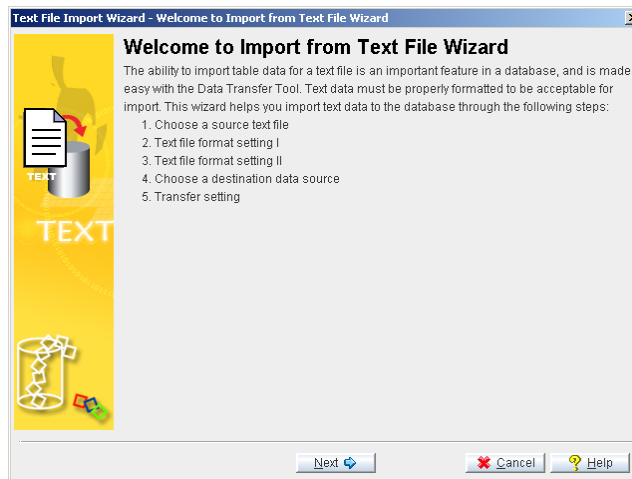 Text File Import Wizard - Welcome to Import from Text File Wizard
Welcome to Import from Text File Wizard
The ability to import table data for a text file is an important feature in a database, and is made
easy with the Data Transfer Tool. Text data must be properly formatted to be acceptable for
import. This wizard helps you import text data to the database through the following steps:
1. Choose a source text file
2. Text file format setting I
3. Text file format setting II
4. Choose a destination data source
5. Transfer setting
TEXT
TEXT
Next
Cancel
Help